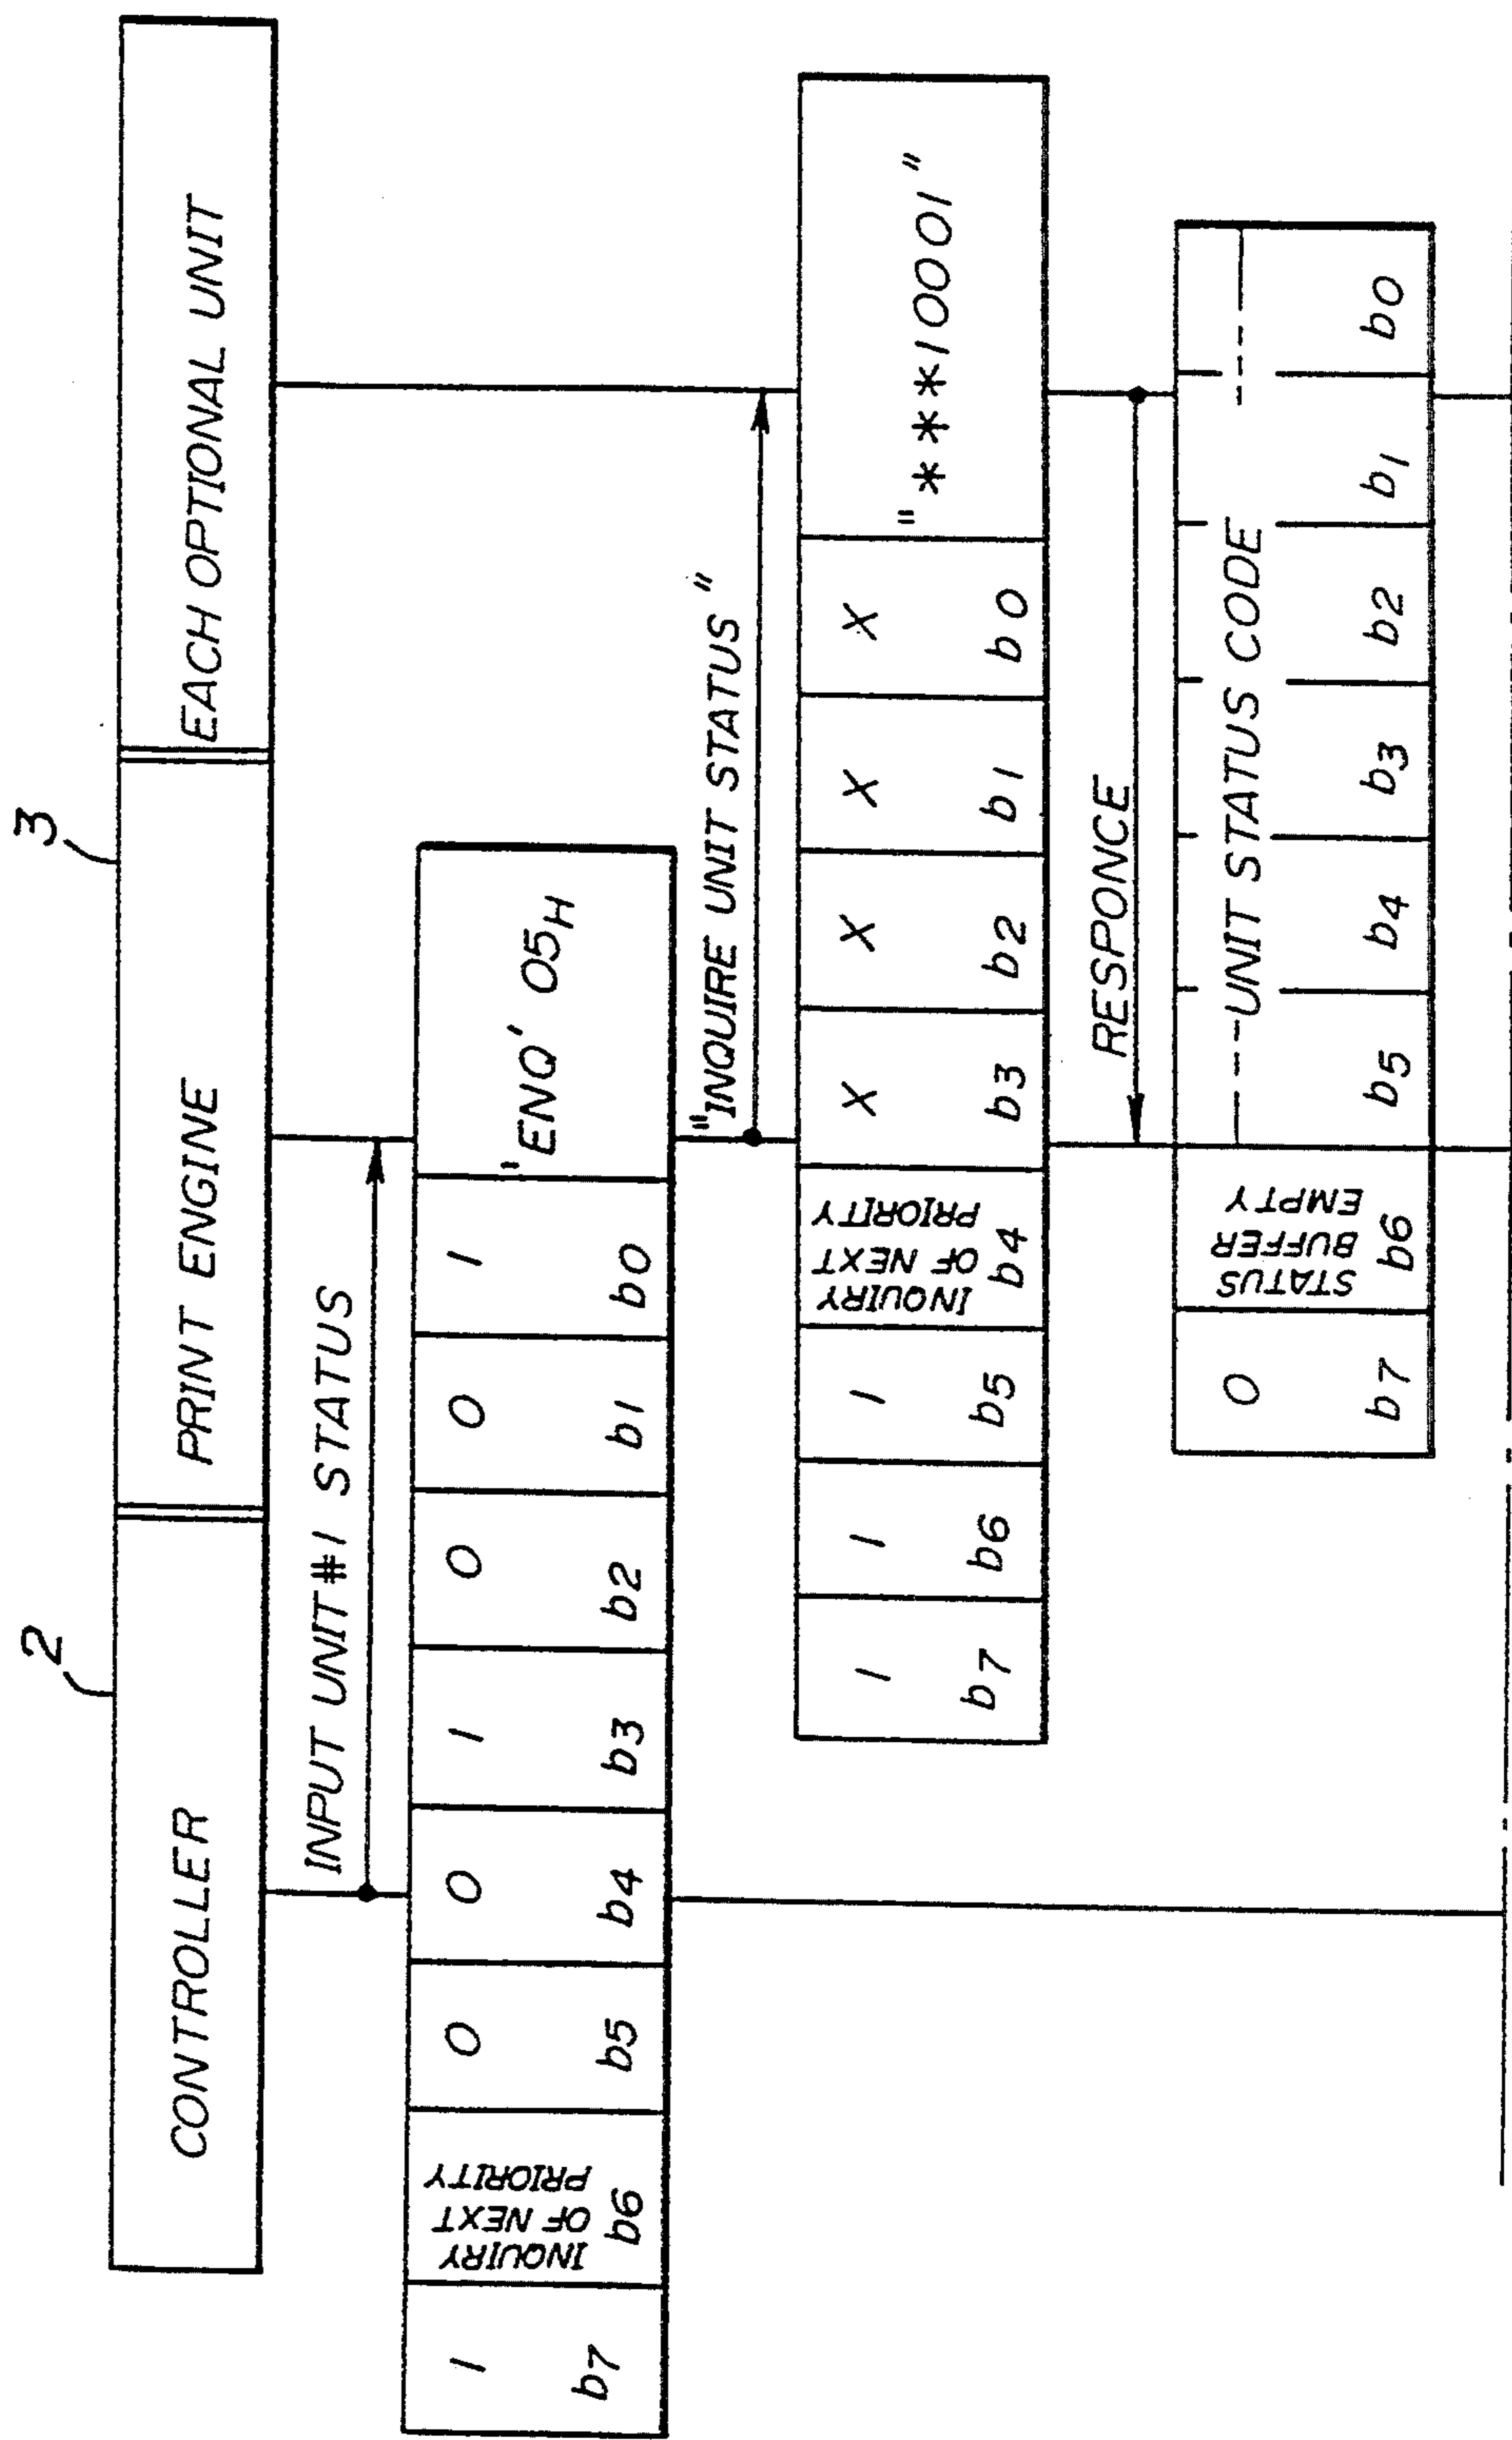 2
3
CONTROLLER
PRINT ENGINE
EACH OPTIONAL UNIT
INPUT UNIT #1 STATUS
1
INQUIRY
OF NEXT
PRIORITY
0
0
1
0
0
1
'ENQ' 05H
b7
b6
b5
b4
b3
b2
b1
b0
"INQUIRE UNIT STATUS"
1
1
1
INQUIRY
OF NEXT
PRIORITY
X
X
X
X
"***10001"
b7
b6
b5
b4
b3
b2
b1
b0
RESPONCE
0
STATUS
BUFFER
EMPTY
UNIT STATUS CODE
b7
b6
b5
b4
b3
b2
b1
b0